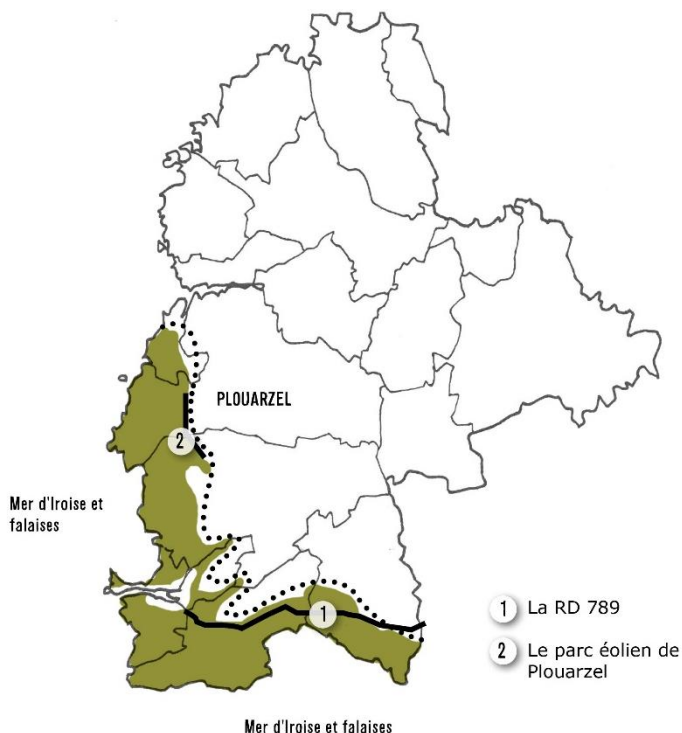 PLOUARZEL
2
Mer d'Iroise et
falaises
1
1 La RD 789
2 Le parc éolien de
Plouarzel
Mer d'Iroise et falaises